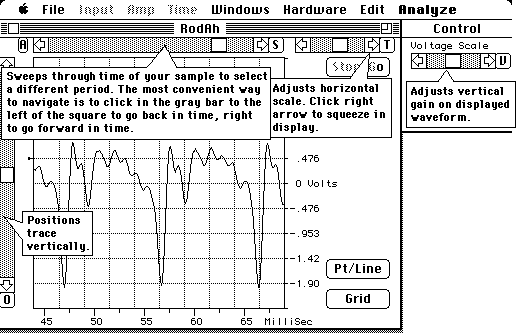 File Input Amp Time Windows Hardware Edit Analyze
RodAh
Control
A
S
T
Stop Go
Voltage Scale
V
Sweeps through time of your sample to select
a different period. The most convenient way
to navigate is to click in the gray bar to the
left of the square to go back in time, right
to go forward in time.
Adjusts horizontal
scale. Click right
arrow to squeeze in
display.
Adjusts vertical
gain on displayed
waveform.
.476
0 Volts
-.476
-.953
-1.42
-1.90
Positions
trace
vertically.
Pt/Line
Grid
O
45 50 55 60 65 MilliSec